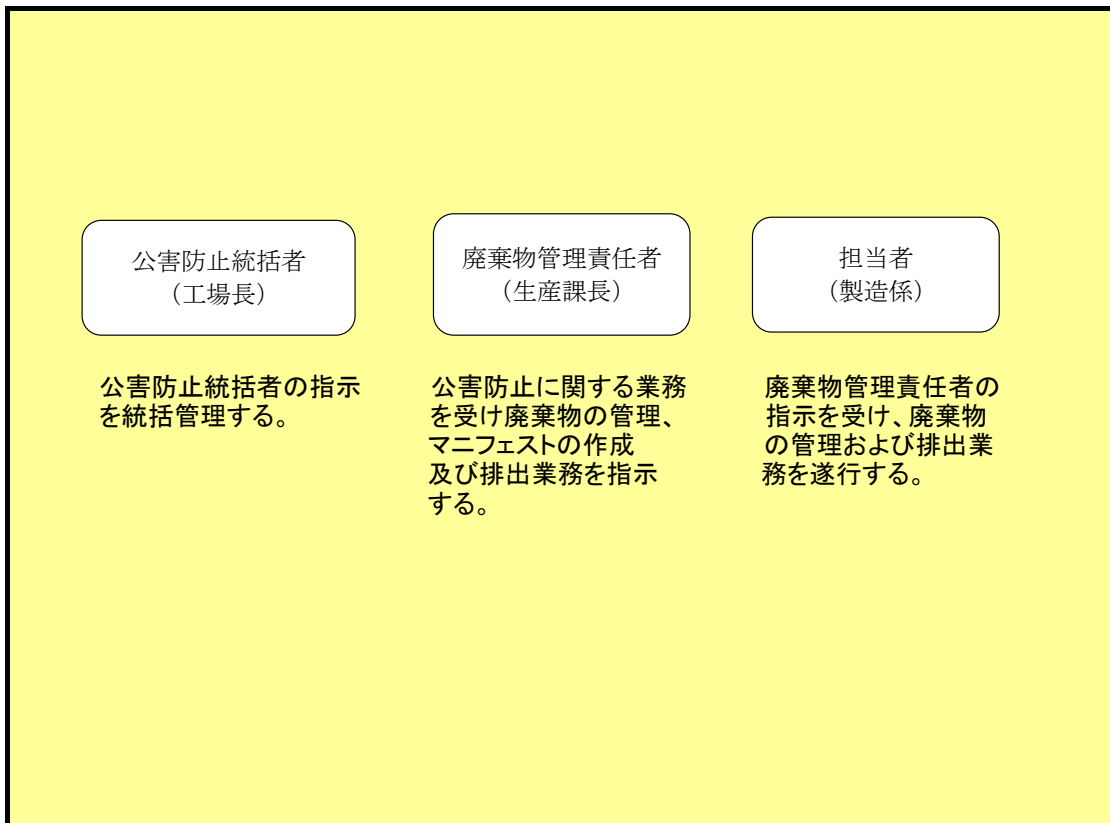 公害防止統括者
（工場長）
公害防止統括者の指示
を統括管理する。
廃棄物管理責任者
（生産課長）
公害防止に関する業務
を受け廃棄物の管理、
マニフェストの作成
及び排出業務を指示
する。
担当者
（製造係）
廃棄物管理責任者の
指示を受け、廃棄物
の管理および排出業
務を遂行する。